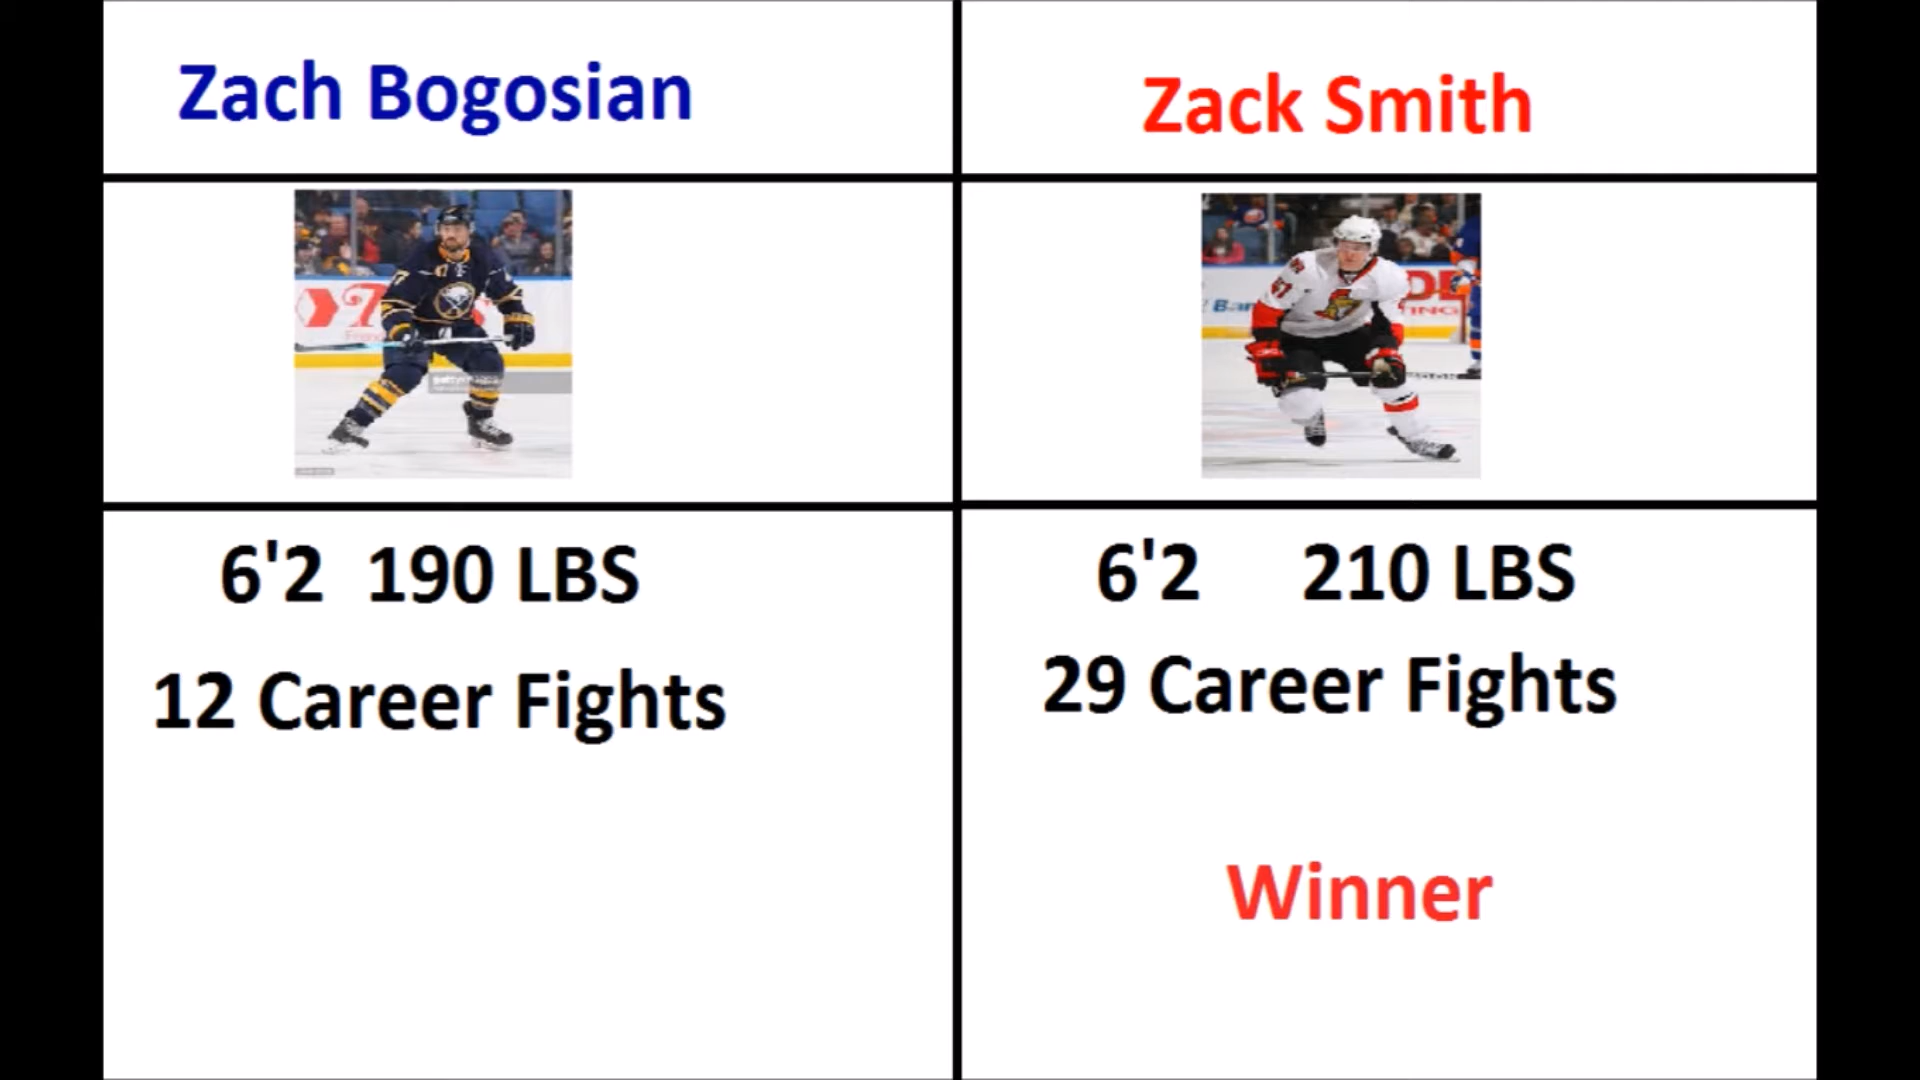 Zach Bogosian
Zack Smith
6'2 190 LBS
12 Career Fights
6'2 210 LBS
29 Career Fights
Winner